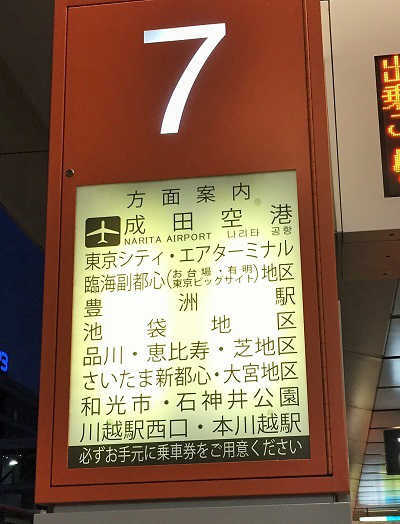 7
方面案内
成田空港
NARITA AIRPORT 나리타 공항
東京シティ・エアターミナル
臨海副都心(お台場・有明 東京ビッグサイト)地区
豊洲駅
池袋地区
品川・恵比寿・芝地区
さいたま新都心・大宮地区
和光市・石神井公園
川越駅西口・本川越駅
必ずお手元に乗車券をご用意ください
出
乗